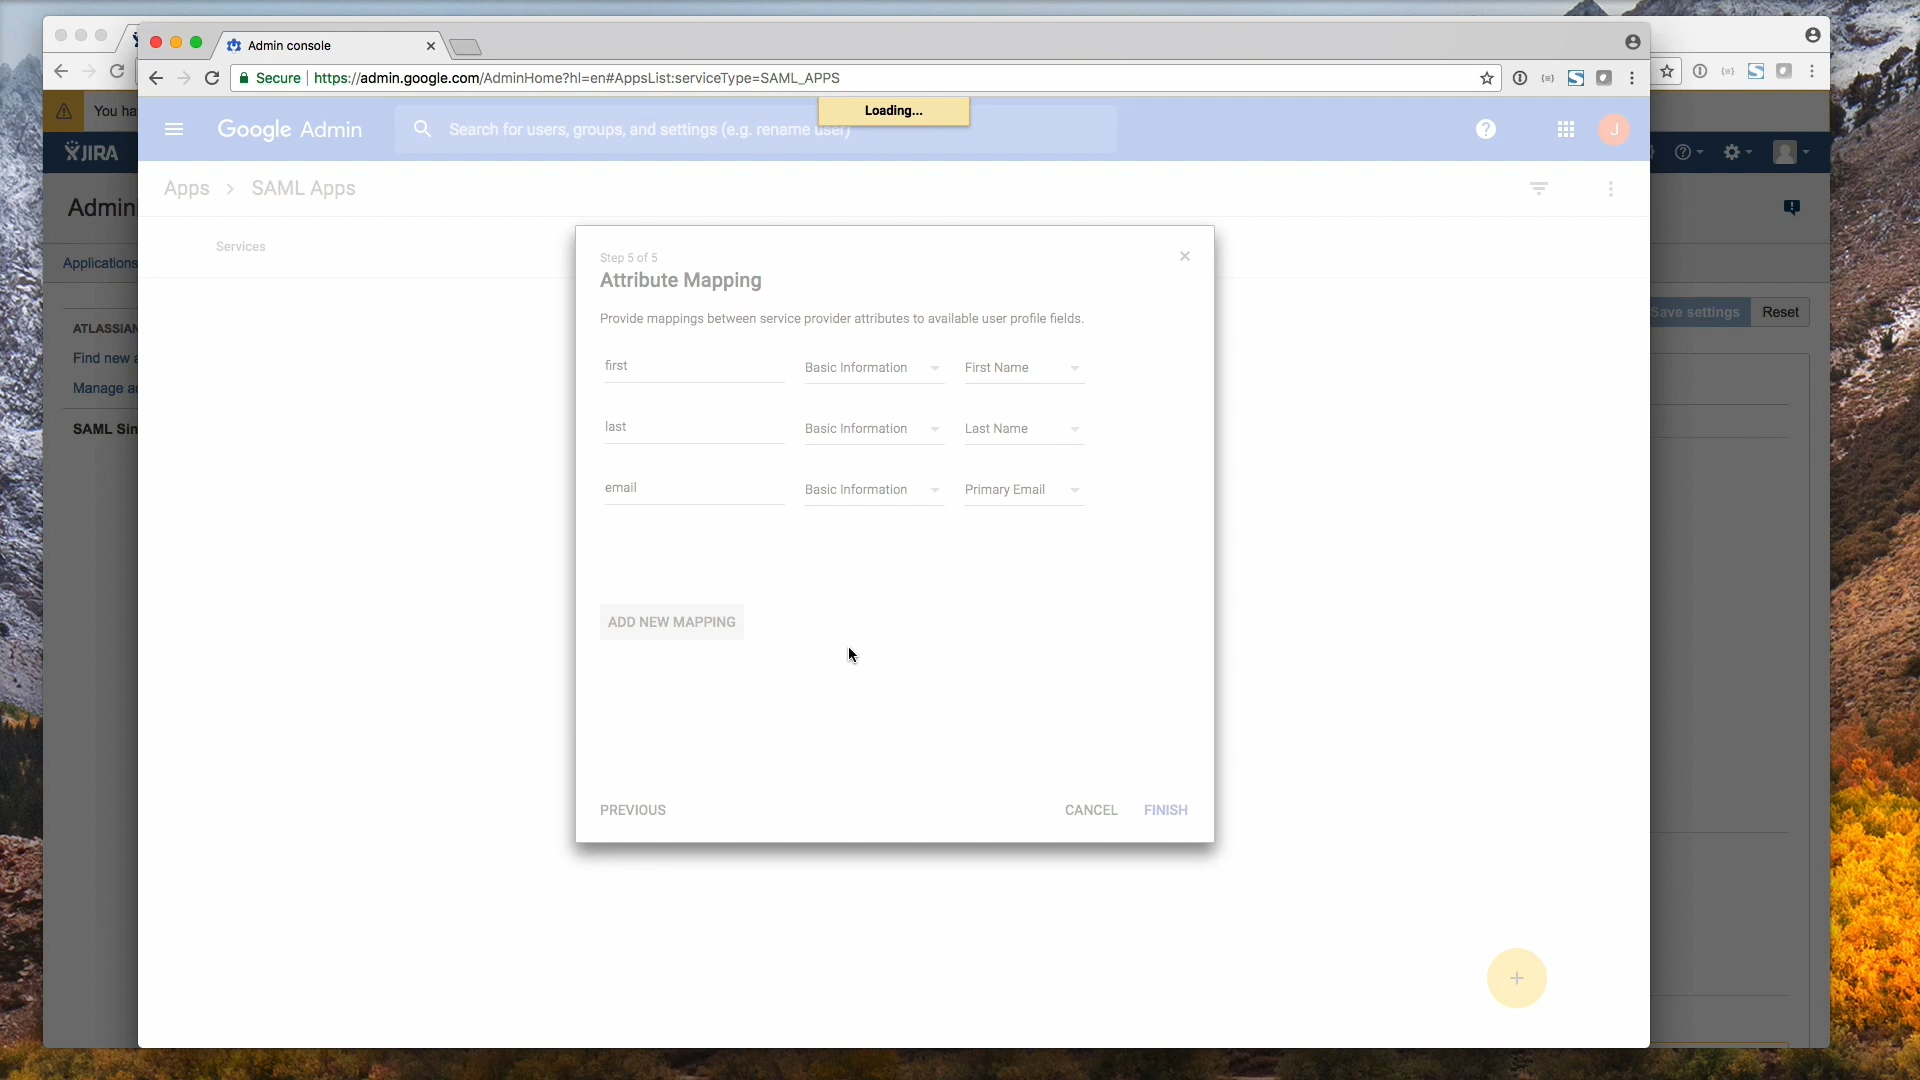 Admin console
Secure
https://admin.google.com/AdminHome?hl=en#AppsList:serviceType=SAML_APPS
You
Loading...
Google Admin
Search for users, groups, and settings (e.g. rename user)
J
JIRA
Apps > SAML Apps
Services
Applications
Save settings
Reset
Find new
Manage
SAML
Step 5 of 5
Attribute Mapping
Provide mappings between service provider attributes to available user profile fields.
first Basic Information First Name
last Basic Information Last Name
email Basic Information Primary Email
ADD NEW MAPPING
PREVIOUS
CANCEL
FINISH